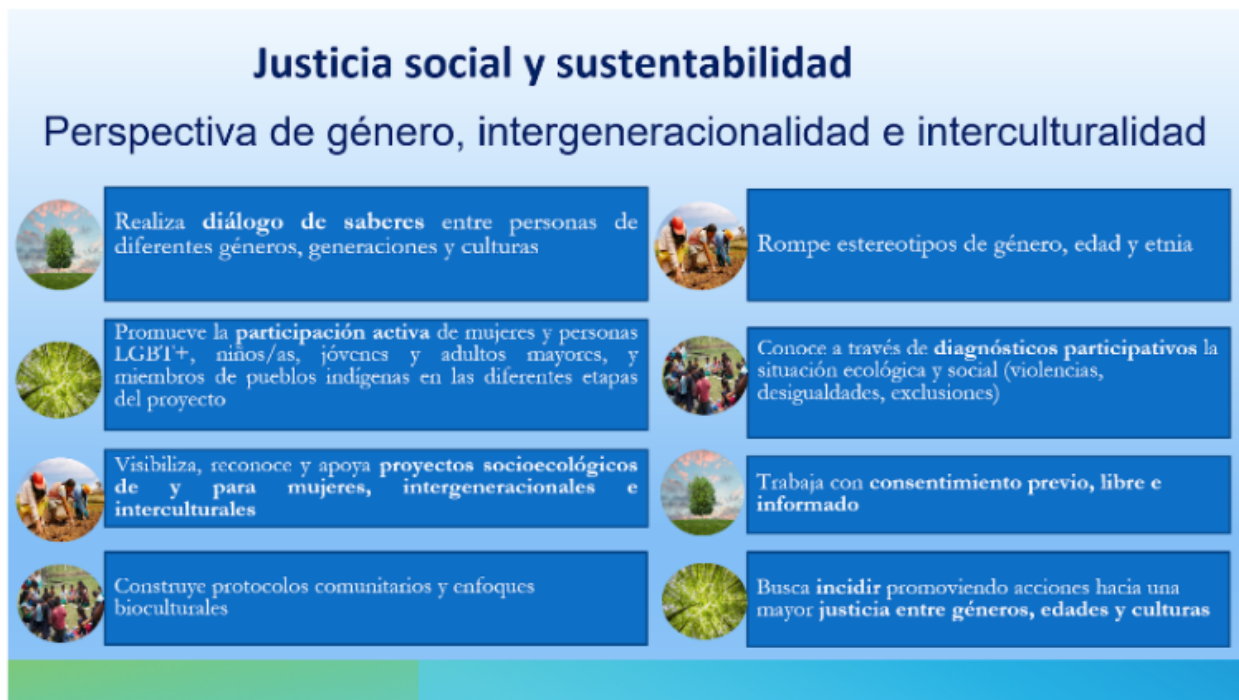 Justicia social y sustentabilidad
Perspectiva de género, intergeneracionalidad e interculturalidad
Realiza diálogo de saberes entre personas de
diferentes géneros, generaciones y culturas
Promueve la participación activa de mujeres y personas
LGBT+, niños/as, jóvenes y adultos mayores, y
miembros de pueblos indígenas en las diferentes etapas
del proyecto
Visibiliza, reconoce y apoya proyectos socioecológicos
de y para mujeres, intergeneracionales e
interculturales
Construye protocolos comunitarios y enfoques
bioculturales
Rompe estereotipos de género, edad y etnia
Conoce a través de diagnósticos participativos la
situación ecológica y social (violencias,
desigualdades, exclusiones)
Trabaja con consentimiento previo, libre e
informado
Busca incidir promoviendo acciones hacia una
mayor justicia entre géneros, edades y culturas